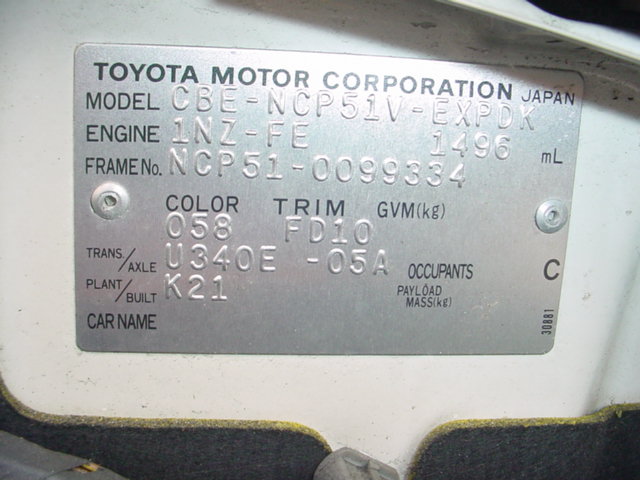 TOYOTA MOTOR CORPORATION JAPAN
MODEL CBE-NCP51V-EXPDK
ENGINE 1NZ-FE 1496 mL
FRAME No. NCP51-0099334
COLOR TRIM GVM(kg)
058 FD10
TRANS./AXLE U340E -05A OCCUPANTS C
PLANT/BUILT K21 PAYLOAD MASS(kg)
CAR NAME
30881